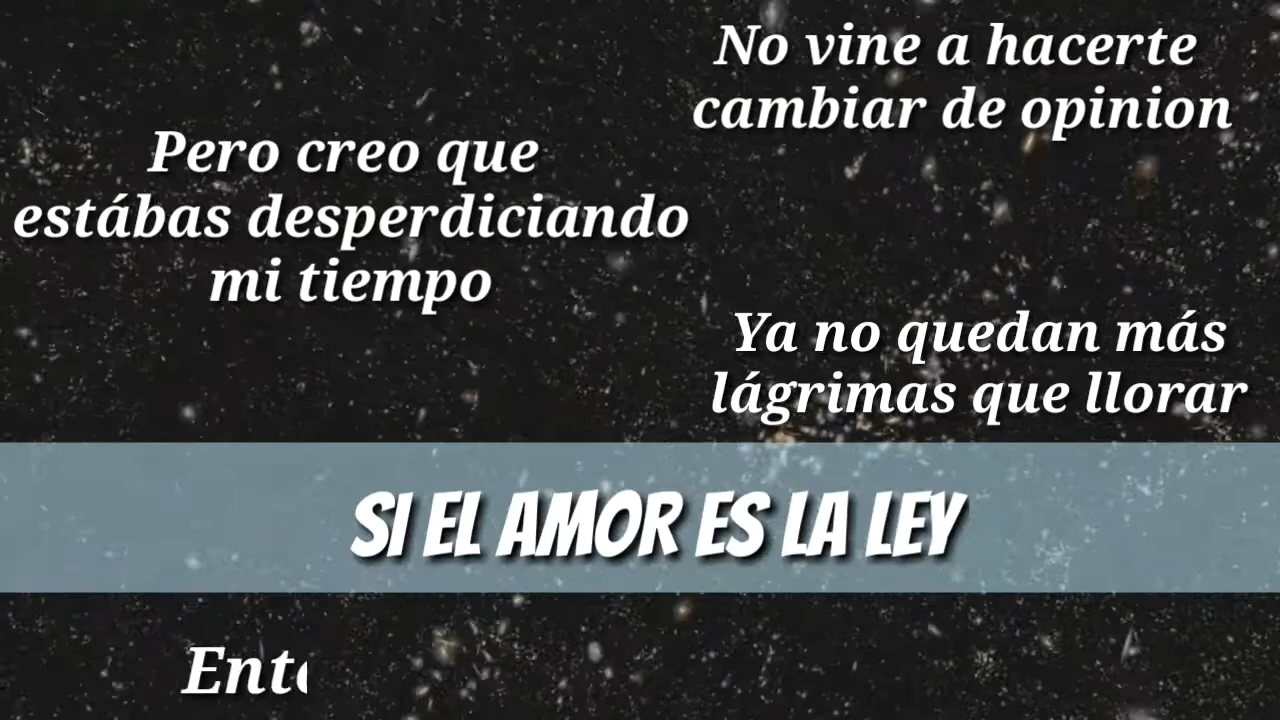 No vine a hacerte
cambiar de opinion
Pero creo que
estábas desperdiciando
mi tiempo
Ya no quedan más
lágrimas que llorar
SI EL AMOR ES LA LEY